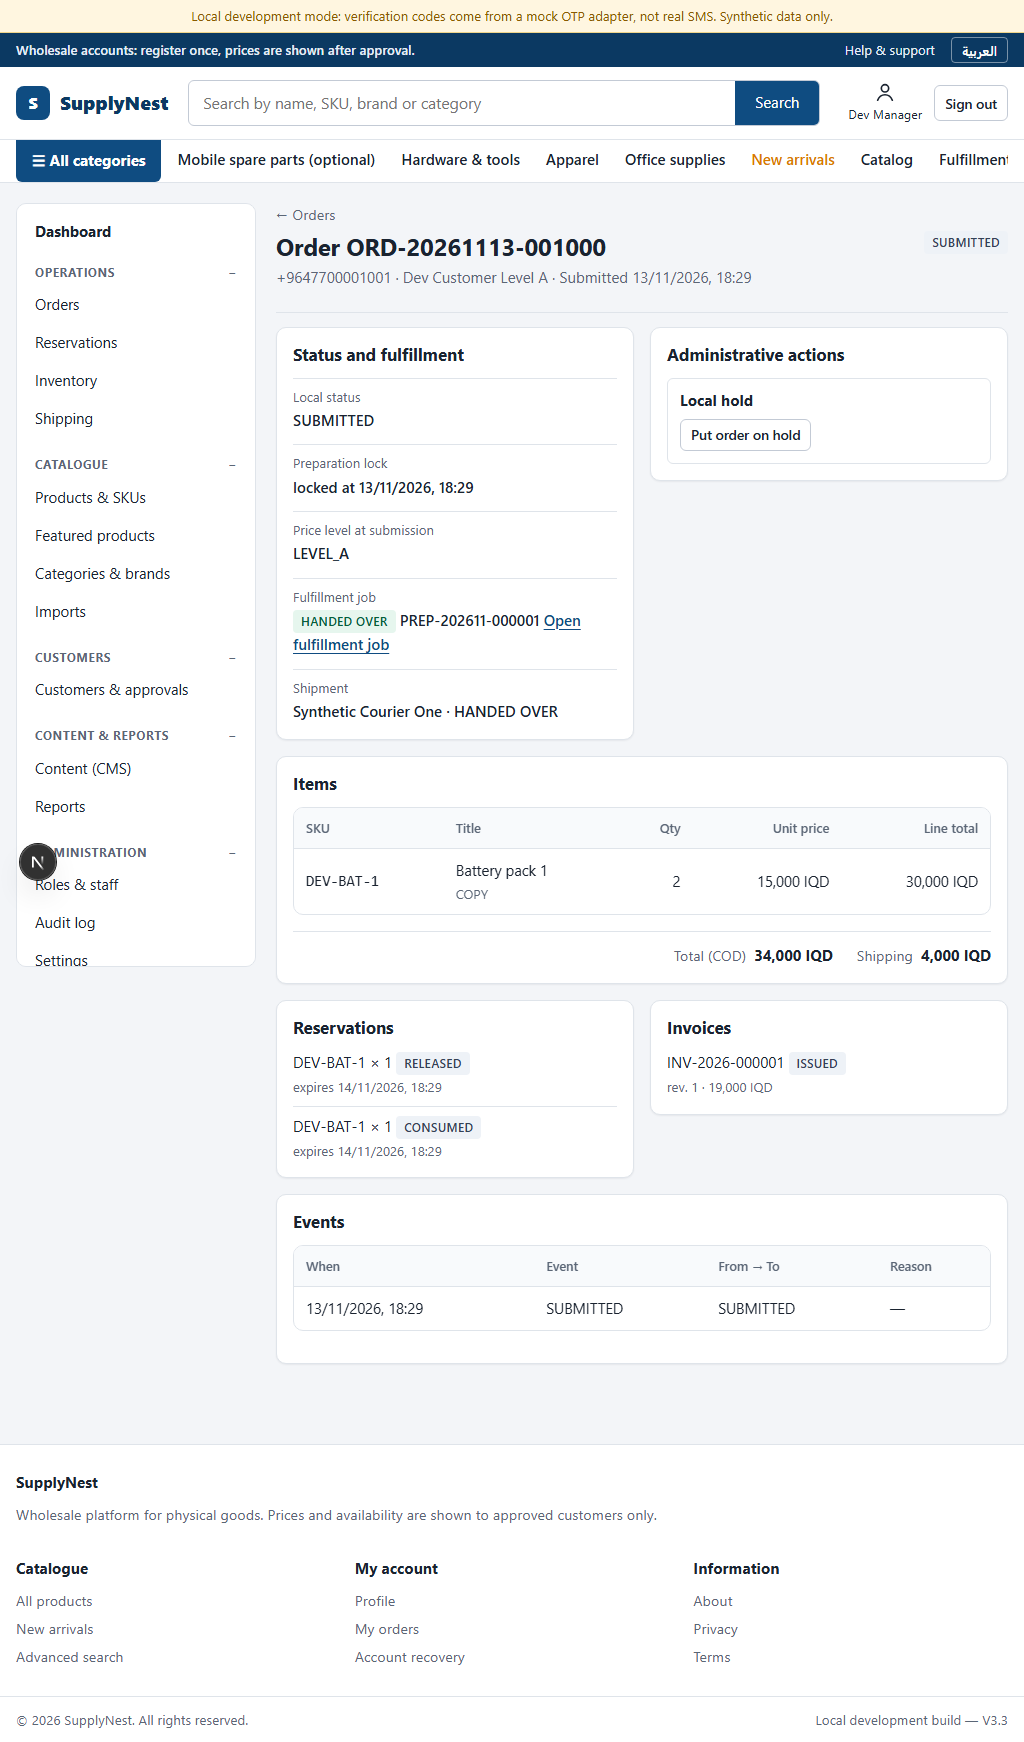 Local development mode: verification codes come from a mock OTP adapter, not real SMS. Synthetic data only.
Wholesale accounts: register once, prices are shown after approval.
Help & support
العربية
S SupplyNest
Search by name, SKU, brand or category
Search
Dev Manager
Sign out
☰ All categories
Mobile spare parts (optional)
Hardware & tools
Apparel
Office supplies
New arrivals
Catalog
Fulfillment
Dashboard
OPERATIONS –
Orders
Reservations
Inventory
Shipping
CATALOGUE –
Products & SKUs
Featured products
Categories & brands
Imports
CUSTOMERS –
Customers & approvals
CONTENT & REPORTS –
Content (CMS)
Reports
MINISTRATION –
N
Roles & staff
Audit log
Settings
← Orders
Order ORD-20261113-001000
SUBMITTED
+9647700001001 · Dev Customer Level A · Submitted 13/11/2026, 18:29
Status and fulfillment
Local status
SUBMITTED
Preparation lock
locked at 13/11/2026, 18:29
Price level at submission
LEVEL_A
Fulfillment job
HANDED OVER PREP-202611-000001 Open
fulfillment job
Shipment
Synthetic Courier One · HANDED OVER
Administrative actions
Local hold
Put order on hold
Items
SKU Title Qty Unit price Line total
DEV-BAT-1 Battery pack 1 2 15,000 IQD 30,000 IQD
COPY
Total (COD) 34,000 IQD Shipping 4,000 IQD
Reservations
DEV-BAT-1 × 1 RELEASED
expires 14/11/2026, 18:29
DEV-BAT-1 × 1 CONSUMED
expires 14/11/2026, 18:29
Invoices
INV-2026-000001 ISSUED
rev. 1 · 19,000 IQD
Events
When Event From → To Reason
13/11/2026, 18:29 SUBMITTED SUBMITTED —
SupplyNest
Wholesale platform for physical goods. Prices and availability are shown to approved customers only.
Catalogue
All products
New arrivals
Advanced search
My account
Profile
My orders
Account recovery
Information
About
Privacy
Terms
© 2026 SupplyNest. All rights reserved.
Local development build — V3.3